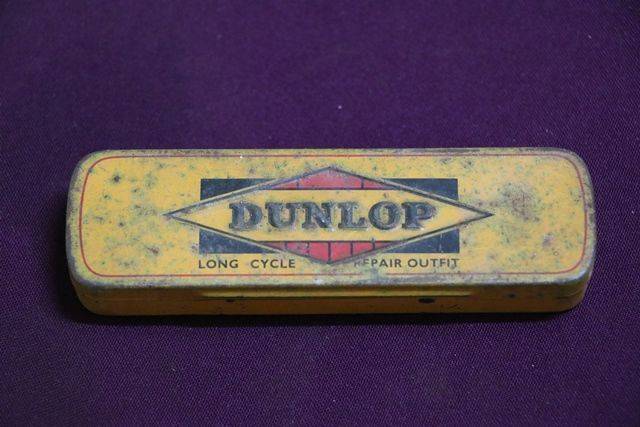 DUNLOP
LONG CYCLE REPAIR OUTFIT